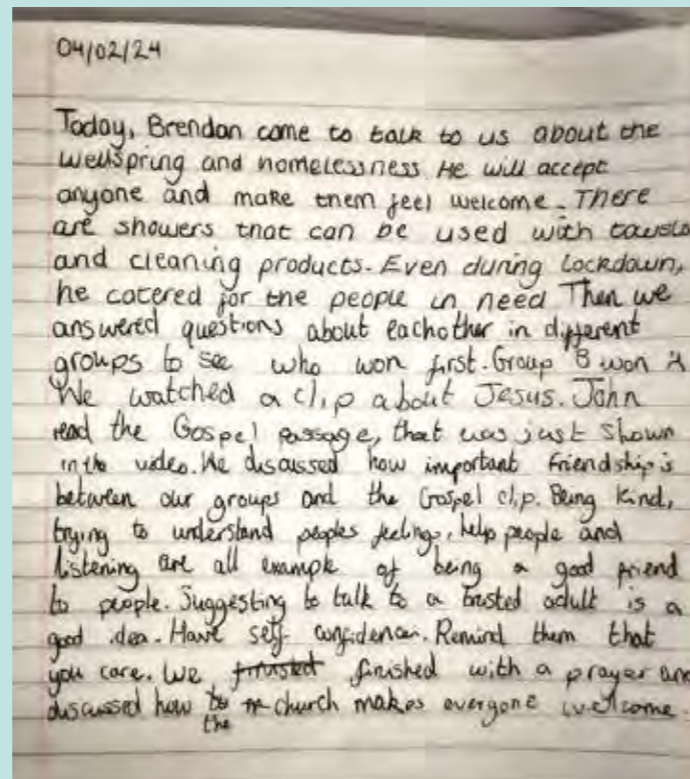 04/02/24
Today, Brendan came to talk to us about the
Wellspring and homelessness He will accept
anyone and make them feel welcome. There
are showers that can be used with towels
and cleaning products. Even during lockdown,
he catered for the people in need Then we
answered questions about eachother in different
groups to see who won first. Group B won it
We watched a clip about Jesus. John
read the Gospel passage, that was just shown
in the video. We discussed how important friendship is
between our groups and the Gospel clip. Being kind,
trying to understand peoples feelings, help people and
listening are all example of being a good friend
to people. Suggesting to talk to a trusted adult is a
good idea. Have self-confidence. Remind them that
you care. We finished with a prayer and
discussed how the church makes everyone welcome.